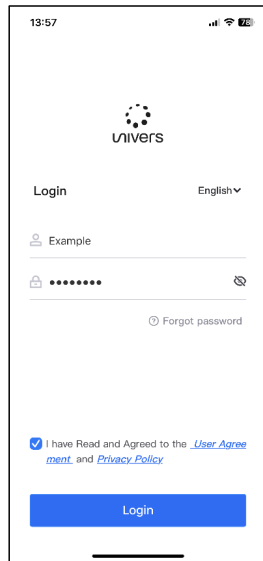 13:57
78
univers
Login
English
Example
Forgot password
I have Read and Agreed to the User Agree
ment and Privacy Policy
Login